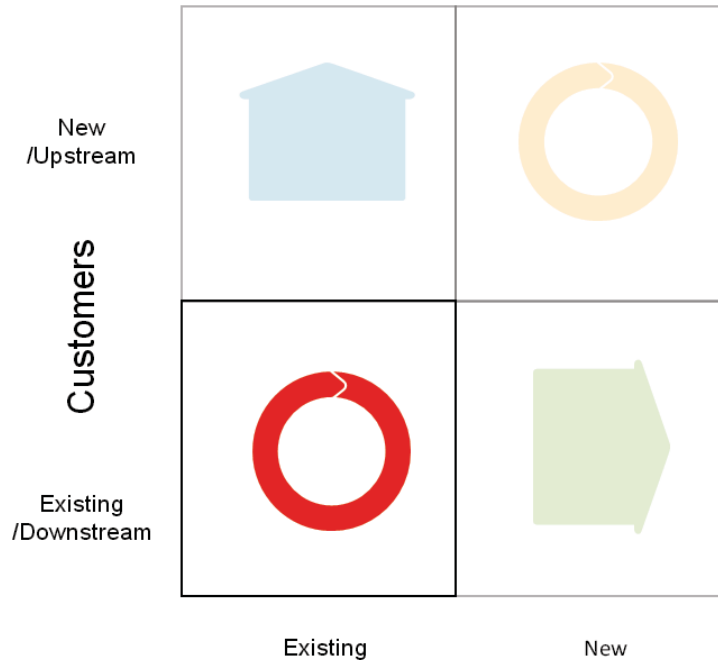 New
/Upstream
Customers
Existing
/Downstream
Existing
New